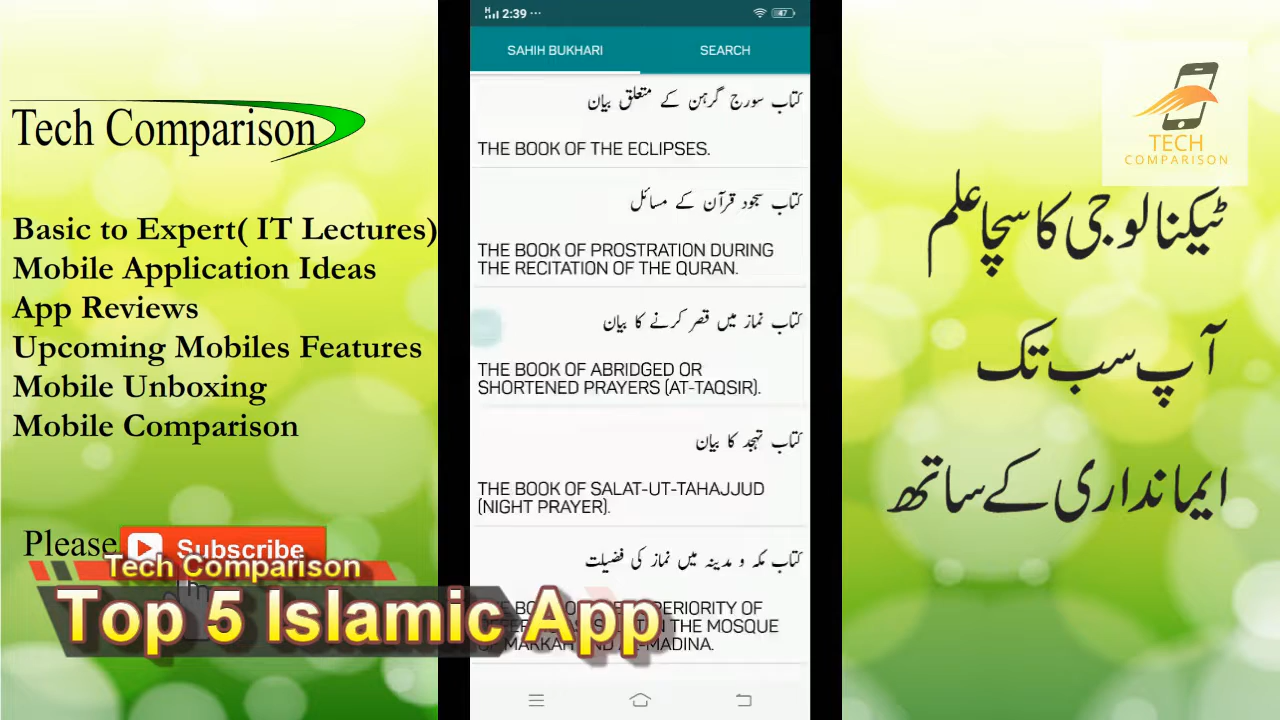 Tech Comparison
Basic to Expert( IT Lectures)
Mobile Application Ideas
App Reviews
Upcoming Mobiles Features
Mobile Unboxing
Mobile Comparison
Please
Subscribe
Tech Comparison
Top 5 Islamic App
H 2:39 ···
47
SAHIH BUKHARI
SEARCH
کتاب سورج گرہن کے متعلق بیان
THE BOOK OF THE ECLIPSES.
کتاب سجود قرآن کے مسائل
THE BOOK OF PROSTRATION DURING
THE RECITATION OF THE QURAN.
کتاب نماز میں قصر کرنے کا بیان
THE BOOK OF ABRIDGED OR
SHORTENED PRAYERS (AT-TAQSIR).
کتاب تہجد کا بیان
THE BOOK OF SALAT-UT-TAHAJJUD
(NIGHT PRAYER).
کتاب مکہ و مدینہ میں نماز کی فضیلت
OF
THE MOSQUE
OF MAKKAH
MADINA.
TECH
COMPARISON
ٹیکنالوجی کا سچا علم
آپ سب تک
ایمانداری کے ساتھ